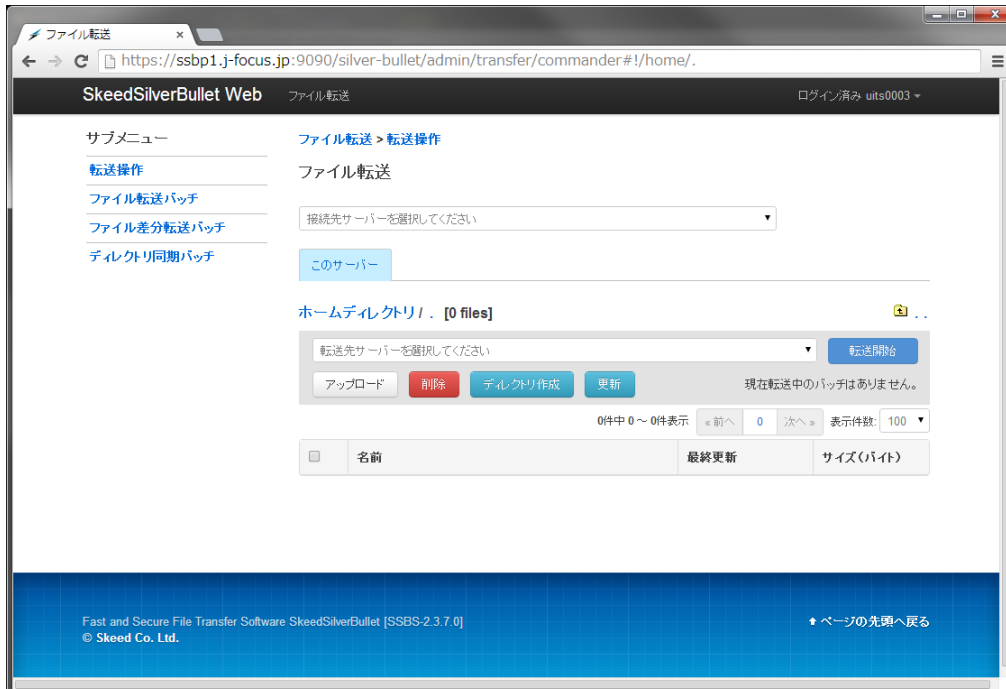 ファイル転送
https://ssbp1.j-focus.jp:9090/silver-bullet/admin/transfer/commander#!/home/.
SkeedSilverBullet Web ファイル転送 ログイン済み uits0003
サブメニュー
転送操作
ファイル転送バッチ
ファイル差分転送バッチ
ディレクトリ同期バッチ
ファイル転送 > 転送操作
ファイル転送
接続先サーバーを選択してください
このサーバー
ホームディレクトリ / . [0 files] . .
転送先サーバーを選択してください 転送開始
アップロード 削除 ディレクトリ作成 更新 現在転送中のバッチはありません。
0件中 0 ～ 0件表示 « 前へ 0 次へ » 表示件数: 100
名前 最終更新 サイズ(バイト)
Fast and Secure File Transfer Software SkeedSilverBullet [SSBS-2.3.7.0]
© Skeed Co. Ltd.
ページの先頭へ戻る